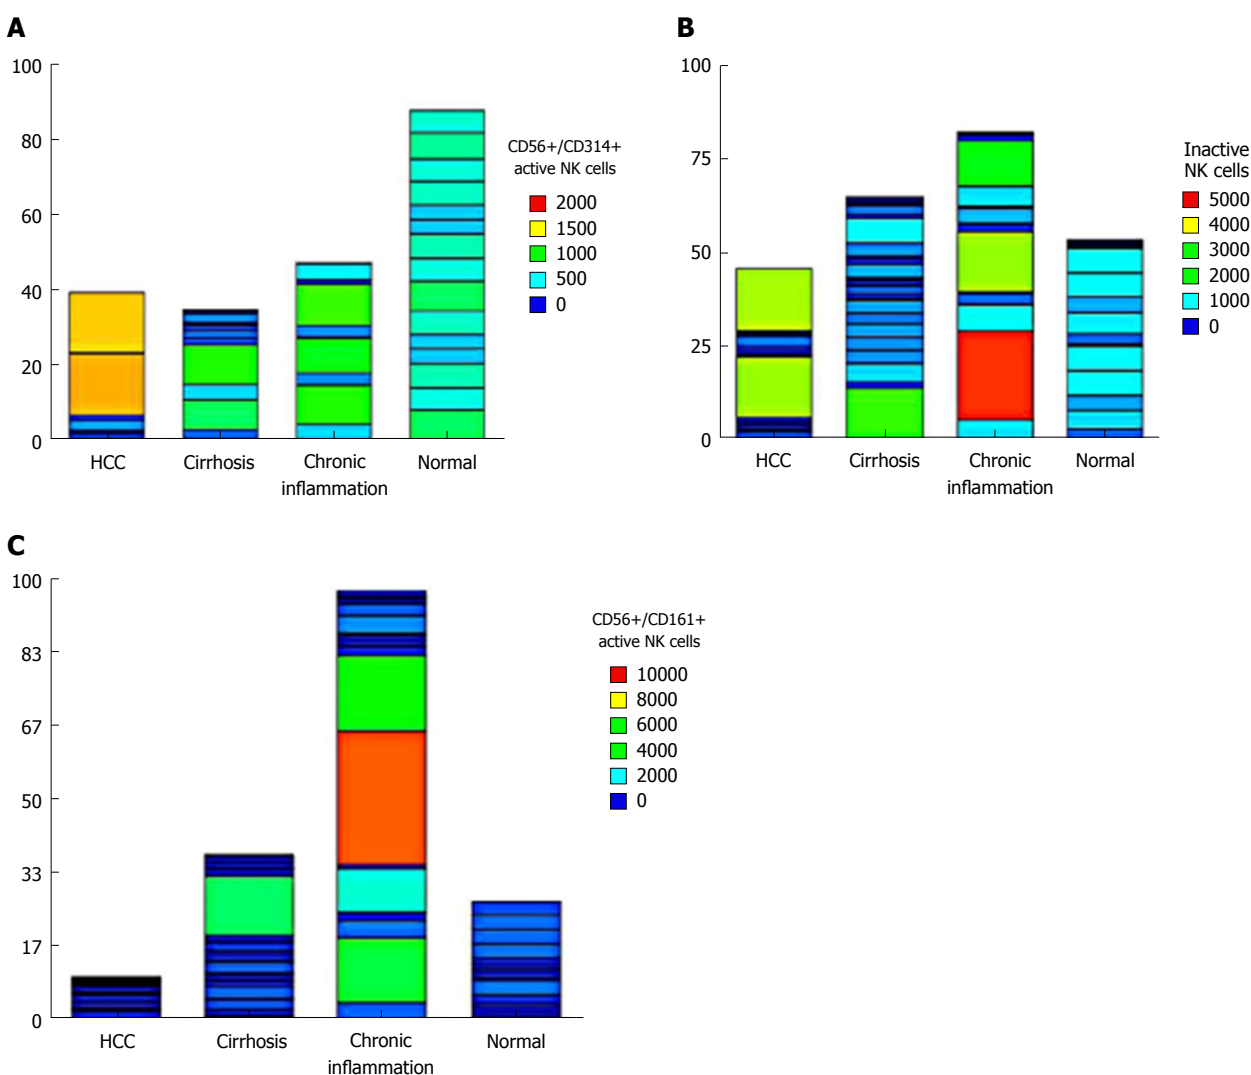 A
100
80
60
40
20
0
HCC
Cirrhosis
Chronic
inflammation
Normal
CD56+/CD314+
active NK cells
2000
1500
1000
500
0
B
100
75
50
25
0
HCC
Cirrhosis
Chronic
inflammation
Normal
Inactive
NK cells
5000
4000
3000
2000
1000
0
C
100
83
67
50
33
17
0
HCC
Cirrhosis
Chronic
inflammation
Normal
CD56+/CD161+
active NK cells
10000
8000
6000
4000
2000
0